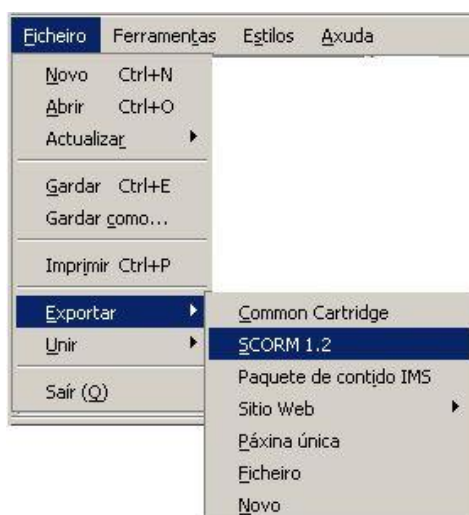 Ficheiro Ferramentas Estilos Axuda
Novo Ctrl+N
Abrir Ctrl+O
Actualizar
Gardar Ctrl+E
Gardar como...
Imprimir Ctrl+P
Exportar
Unir
Saír (Q)
Common Cartridge
SCORM 1.2
Paquete de contido IMS
Sitio Web
Páxina única
Ficheiro
Novo